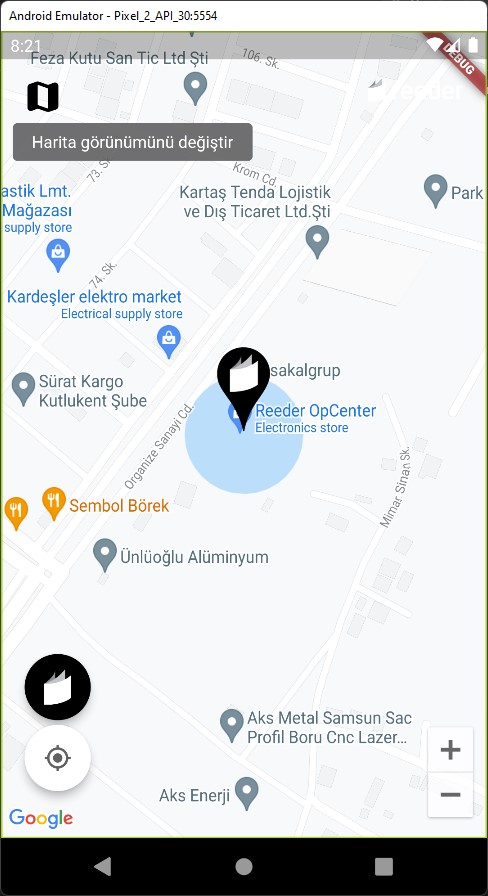 Android Emulator - Pixel_2_API_30:5554
8:21
DEBUG
Feza Kutu San Tic Ltd Şti
106. Sk.
reeder
Harita görünümünü değiştir
73. Sk.
Krom Cd.
Kartaş Tenda Lojistik
ve Dış Ticaret Ltd.Şti
Park
astik Lmt.
Mağazası
supply store
74. Sk.
Kardeşler elektro market
Electrical supply store
sakalgrup
Sürat Kargo
Kutlukent Şube
Reeder OpCenter
Electronics store
Organize Sanayi Cd.
Mimar Sinan Sk.
Sembol Börek
Ünlüoğlu Alüminyum
Aks Metal Samsun Sac
Profil Boru Cnc Lazer...
Aks Enerji
Google